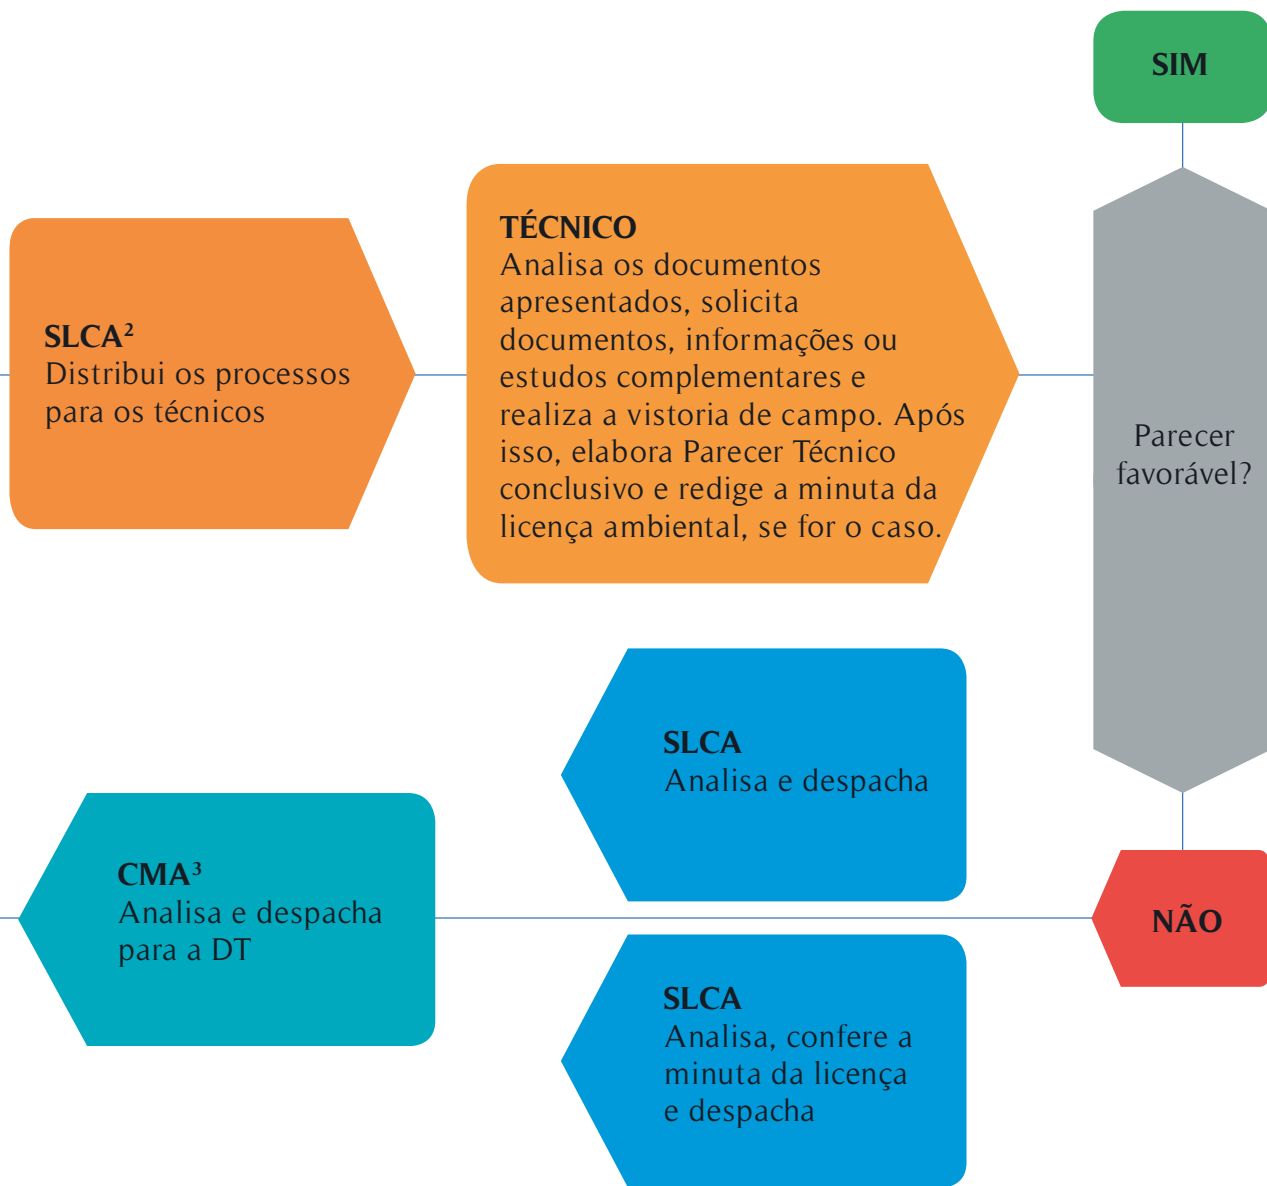 SIM
SLCA²
Distribui os processos
para os técnicos
TÉCNICO
Analisa os documentos
apresentados, solicita
documentos, informações ou
estudos complementares e
realiza a vistoria de campo. Após
isso, elabora Parecer Técnico
conclusivo e redige a minuta da
licença ambiental, se for o caso.
Parecer
favorável?
SLCA
Analisa e despacha
CMA³
Analisa e despacha
para a DT
NÃO
SLCA
Analisa, confere a
minuta da licença
e despacha